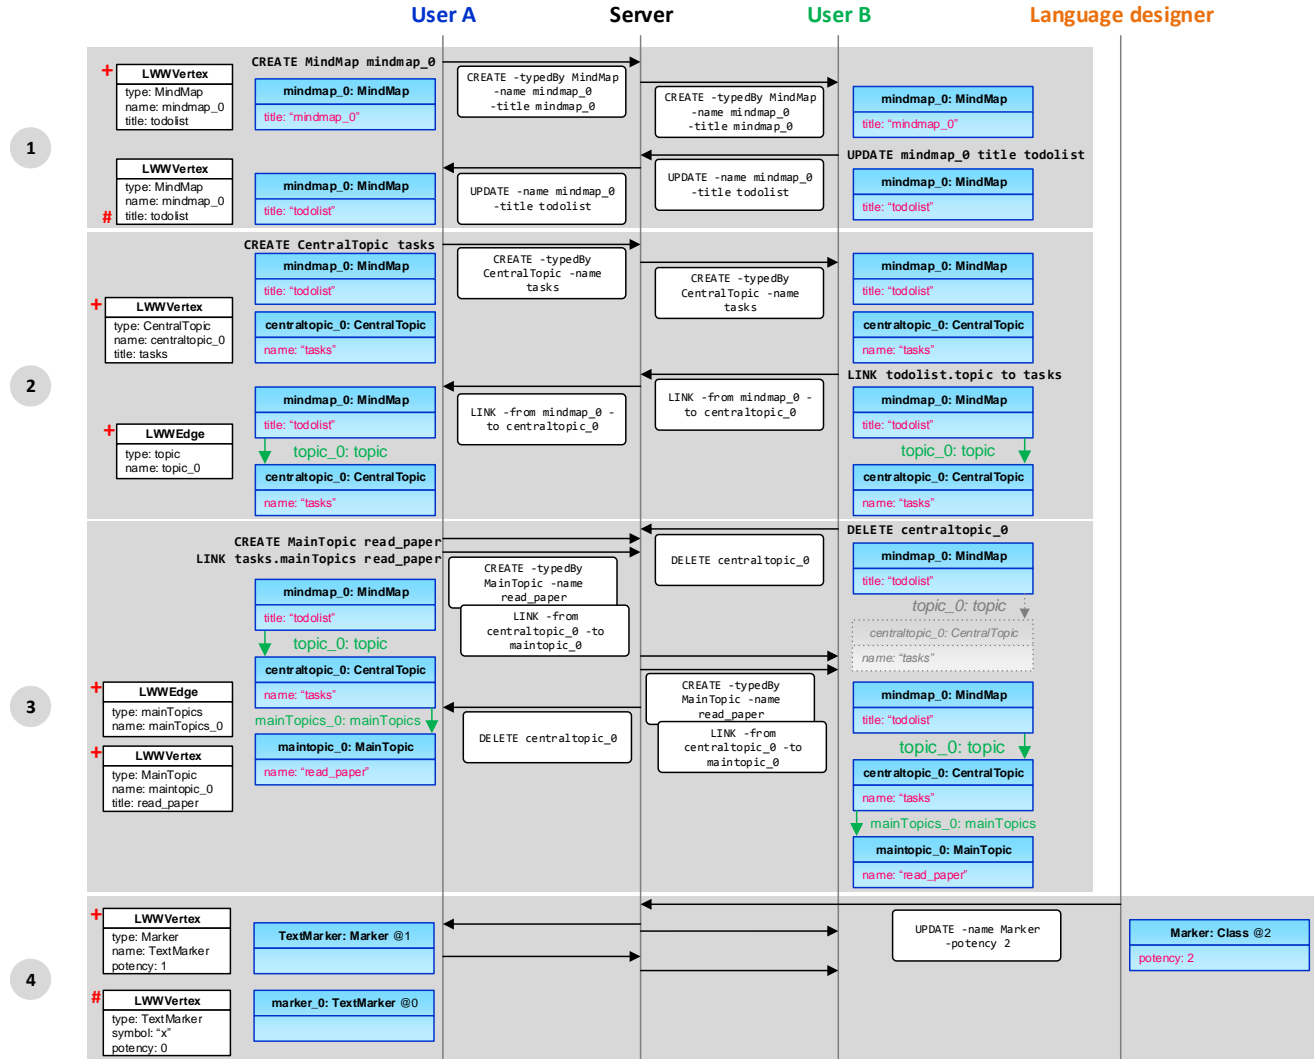 User A
Server
User B
Language designer
1
+
LWWVertex
type: MindMap
name: mindmap_0
title: todolist
CREATE MindMap mindmap_0
mindmap_0: MindMap
title: “mindmap_0”
CREATE -typedBy MindMap
-name mindmap_0
-title mindmap_0
CREATE -typedBy MindMap
-name mindmap_0
-title mindmap_0
mindmap_0: MindMap
title: “mindmap_0”
UPDATE mindmap_0 title todolist
LWWVertex
type: MindMap
name: mindmap_0
title: todolist
#
mindmap_0: MindMap
title: “todolist”
UPDATE -name mindmap_0
-title todolist
UPDATE -name mindmap_0
-title todolist
mindmap_0: MindMap
title: “todolist”
2
CREATE CentralTopic tasks
mindmap_0: MindMap
title: “todolist”
CREATE -typedBy
CentralTopic -name
tasks
CREATE -typedBy
CentralTopic -name
tasks
mindmap_0: MindMap
title: “todolist”
+
LWWVertex
type: CentralTopic
name: centraltopic_0
title: tasks
centraltopic_0: CentralTopic
name: “tasks”
centraltopic_0: CentralTopic
name: “tasks”
LINK todolist.topic to tasks
mindmap_0: MindMap
title: “todolist”
LINK -from mindmap_0 -
to centraltopic_0
LINK -from mindmap_0 -
to centraltopic_0
mindmap_0: MindMap
title: “todolist”
+
LWWEdge
type: topic
name: topic_0
topic_0: topic
topic_0: topic
centraltopic_0: CentralTopic
name: “tasks”
centraltopic_0: CentralTopic
name: “tasks”
3
DELETE centraltopic_0
CREATE MainTopic read_paper
LINK tasks.mainTopics read_paper
DELETE centraltopic_0
mindmap_0: MindMap
title: “todolist”
CREATE -typedBy
MainTopic -name
read_paper
LINK -from
centraltopic_0 -to
maintopic_0
mindmap_0: MindMap
title: “todolist”
topic_0: topic
topic_0: topic
centraltopic_0: CentralTopic
name: “tasks”
centraltopic_0: CentralTopic
name: “tasks”
+
LWWEdge
type: mainTopics
name: mainTopics_0
CREATE -typedBy
MainTopic -name
read_paper
LINK -from
centraltopic_0 -to
maintopic_0
mindmap_0: MindMap
title: “todolist”
mainTopics_0: mainTopics
DELETE centraltopic_0
topic_0: topic
+
LWWVertex
type: MainTopic
name: maintopic_0
title: read_paper
maintopic_0: MainTopic
name: “read_paper”
centraltopic_0: CentralTopic
name: “tasks”
mainTopics_0: mainTopics
maintopic_0: MainTopic
name: “read_paper”
4
+
LWWVertex
type: Marker
name: TextMarker
potency: 1
TextMarker: Marker @1
UPDATE -name Marker
-potency 2
Marker: Class @2
potency: 2
#
LWWVertex
type: TextMarker
symbol: “x”
potency: 0
marker_0: TextMarker @0